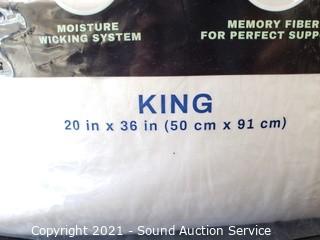 MOISTURE
WICKING SYSTEM
MEMORY FIBER
FOR PERFECT
KING
20 in x 36 in (50 cm x 91 cm)
Copyright 2021 - Sound Auction Service